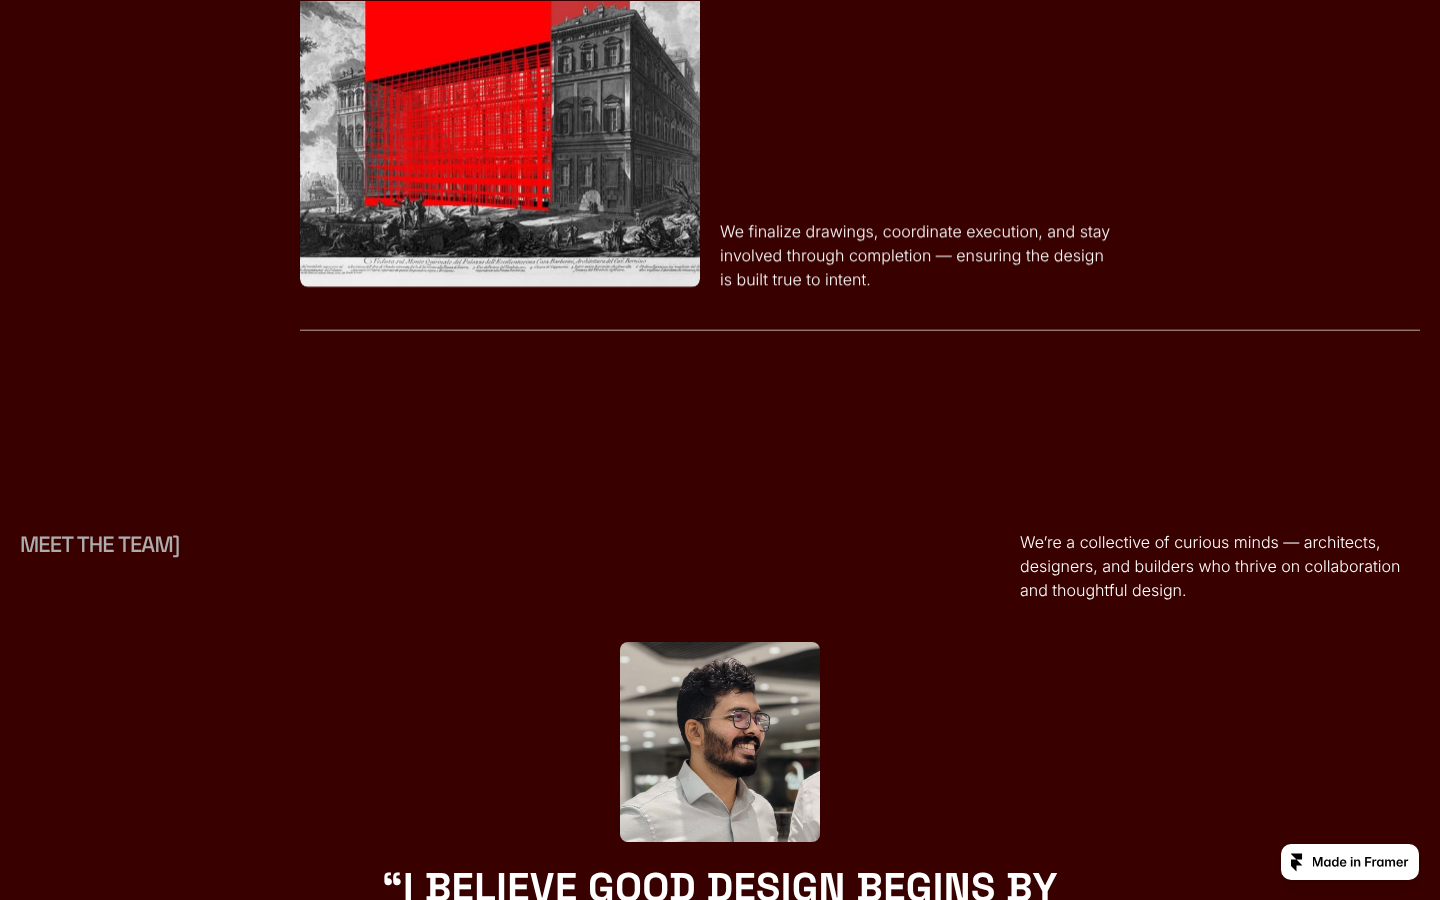 We finalize drawings, coordinate execution, and stay
involved through completion — ensuring the design
is built true to intent.
MEET THE TEAM]
We’re a collective of curious minds — architects,
designers, and builders who thrive on collaboration
and thoughtful design.
“I BELIEVE GOOD DESIGN BEGINS BY
Made in Framer